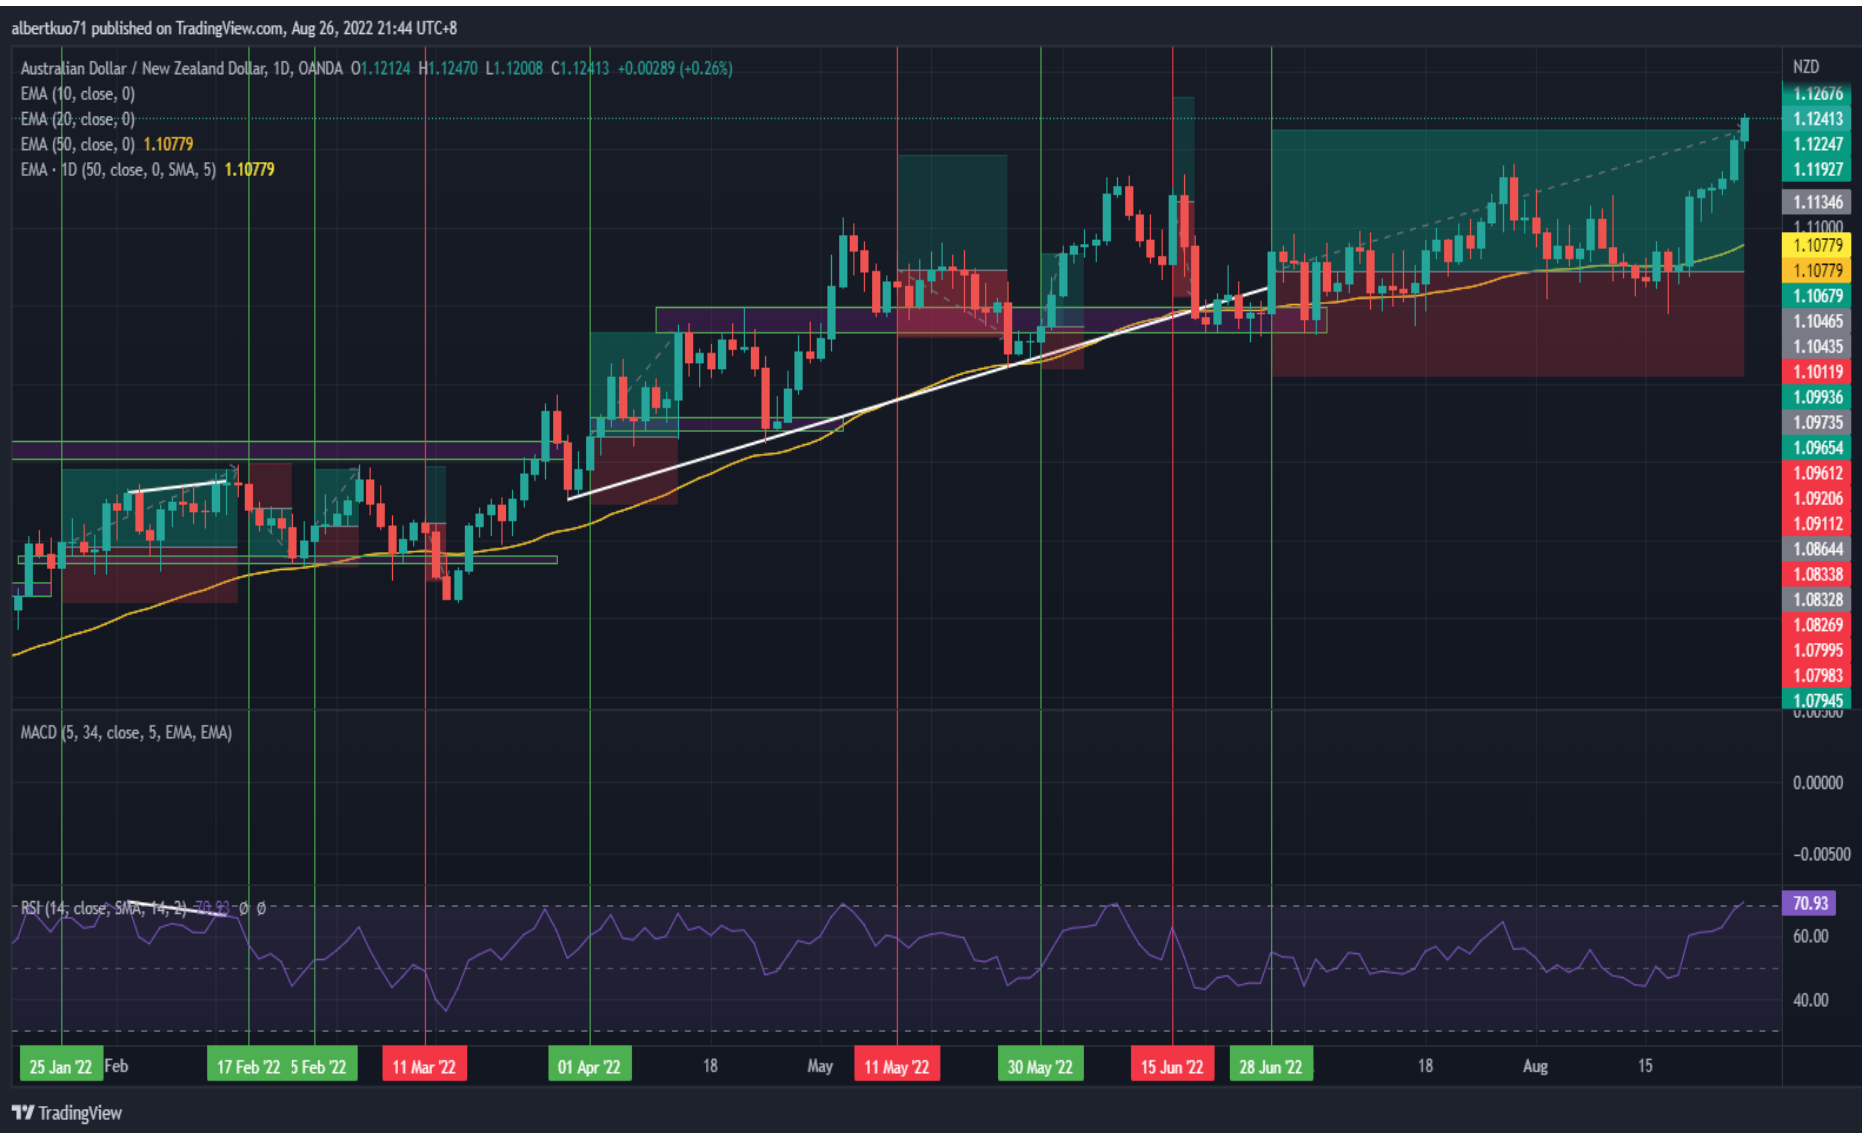 albertkuo71 published on TradingView.com, Aug 26, 2022 21:44 UTC+8
Australian Dollar / New Zealand Dollar, 1D, OANDA O1.12124 H1.12470 L1.12008 C1.12413 +0.00289 (+0.26%)
EMA (10, close, 0)
EMA (20, close, 0)
EMA (50, close, 0) 1.10779
EMA · 1D (50, close, 0, SMA, 5) 1.10779
NZD
1.12676
1.12413
1.12247
1.11927
1.11346
1.11000
1.10779
1.10779
1.10679
1.10465
1.10435
1.10119
1.09936
1.09735
1.09654
1.09612
1.09206
1.09112
1.08644
1.08338
1.08328
1.08269
1.07995
1.07983
1.07945
0.00500
MACD (5, 34, close, 5, EMA, EMA)
0.00000
−0.00500
RSI (14, close, SMA, 14, 2) 70.93 Ø Ø
70.93
60.00
40.00
25 Jan '22 Feb 17 Feb '22 5 Feb '22 11 Mar '22 01 Apr '22 18 May 11 May '22 30 May '22 15 Jun '22 28 Jun '22 18 Aug 15
TradingView